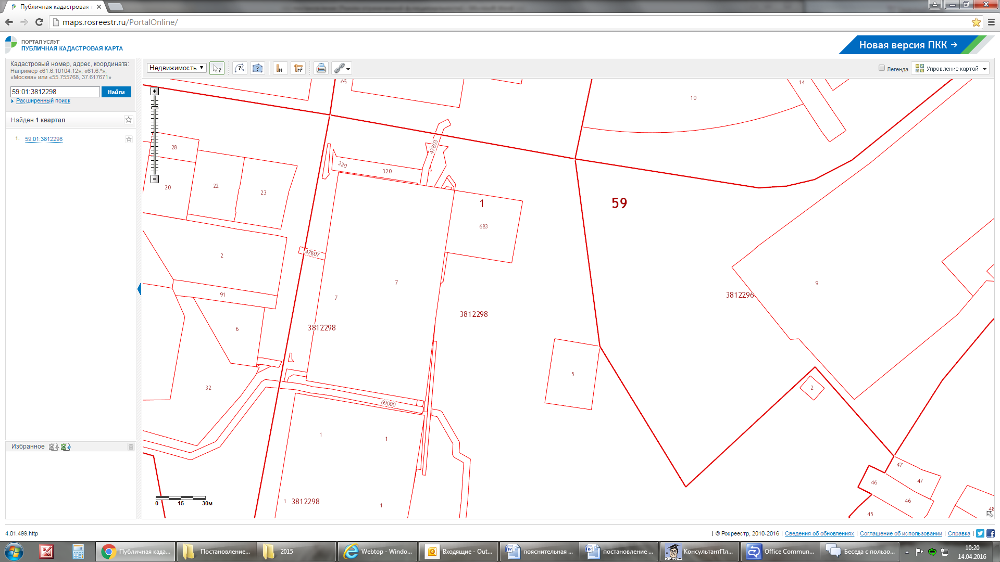 Публичная кадастровая
maps.rosreestr.ru/PortalOnline/
ПОРТАЛ УСЛУГ
ПУБЛИЧНАЯ КАДАСТРОВАЯ КАРТА
Новая версия ПКК →
Кадастровый номер, адрес, координата:
Например «61:6:10104:12», «61:6:*»,
«Москва» или «55.755768, 37.617671»
59:01:3812298
Найти
Расширенный поиск
Найден 1 квартал
1. 59:01:3812298
Избранное
Недвижимость
Легенда
Управление картой
14
10
28
47803
320
320
20
22
23
1
59
683
2
47807
7
9
91
7
3812296
3812298
6
3812298
5
32
2
69000
1
1
47
47
46
46
1
3812298
1
45
48
0 15 30м
4.01.499.http
© Росреестр, 2010-2016 | Сведения об обновлениях | Соглашение об использовании | Справка
Публичная када...
Постановление...
2015
Webtop - Windo...
Входящие - Out...
пояснительная ...
постановление ...
КонсультантПл...
Office Commun...
Беседа с пользо...
10:20
14.04.2016